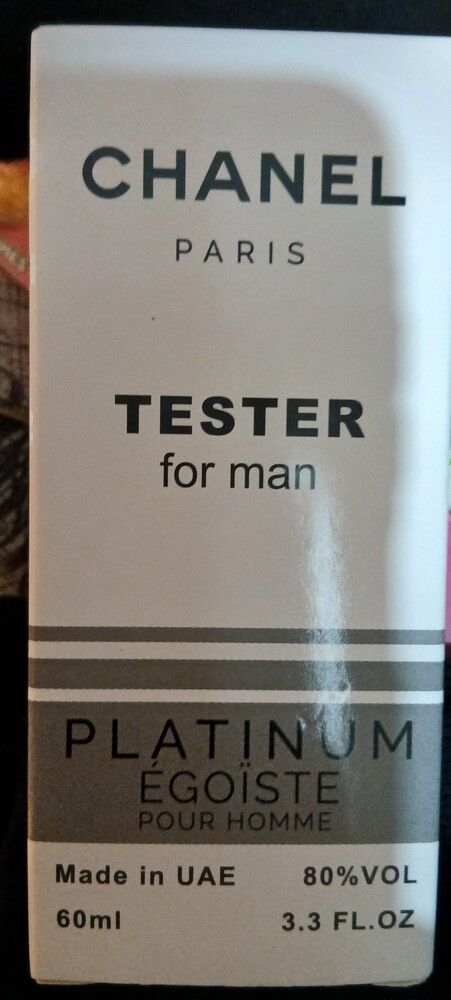 CHANEL
PARIS
TESTER
for man
PLATINUM
ÉGOÏSTE
POUR HOMME
Made in UAE 80%VOL
60ml 3.3 FL.OZ